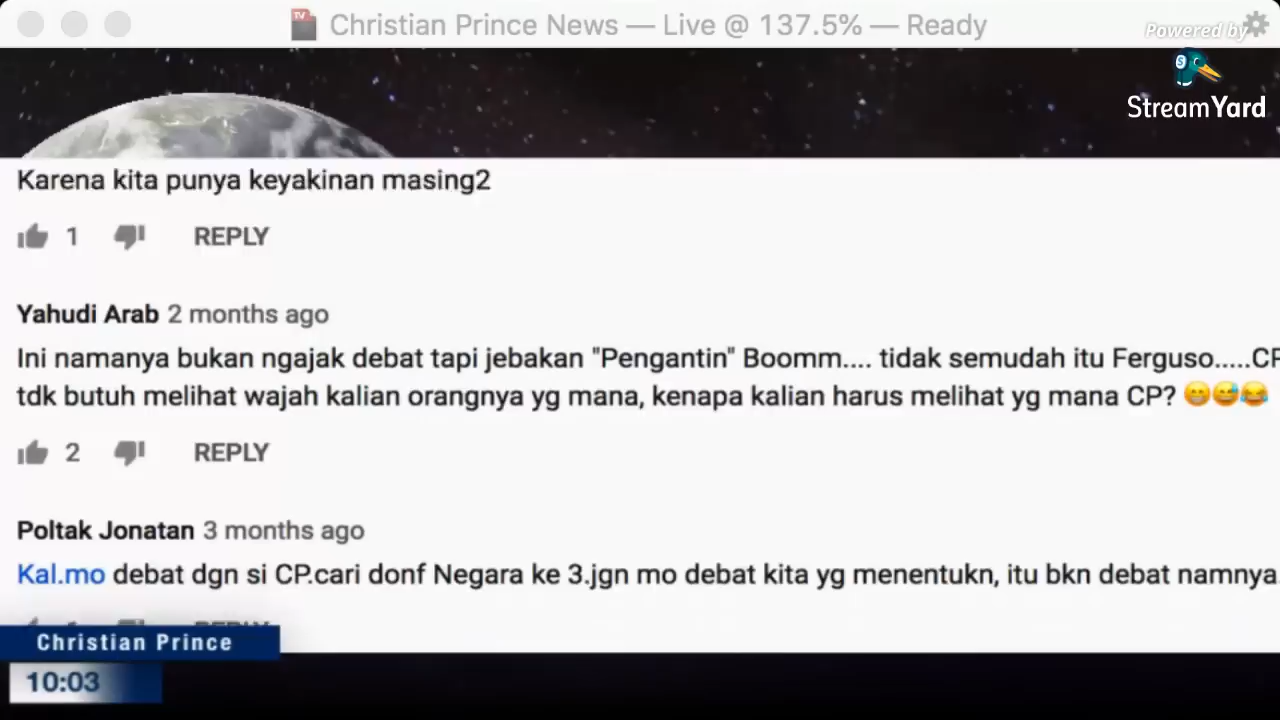 Christian Prince News — Live @ 137.5% — Ready
Powered by
StreamYard
Karena kita punya keyakinan masing2
1 REPLY
Yahudi Arab 2 months ago
Ini namanya bukan ngajak debat tapi jebakan "Pengantin" Boomm.... tidak semudah itu Ferguso.....CP
tdk butuh melihat wajah kalian orangnya yg mana, kenapa kalian harus melihat yg mana CP? 😁😅😂
2 REPLY
Poltak Jonatan 3 months ago
Kal.mo debat dgn si CP.cari donf Negara ke 3.jgn mo debat kita yg menentukn, itu bkn debat namnya.
Christian Prince
10:03